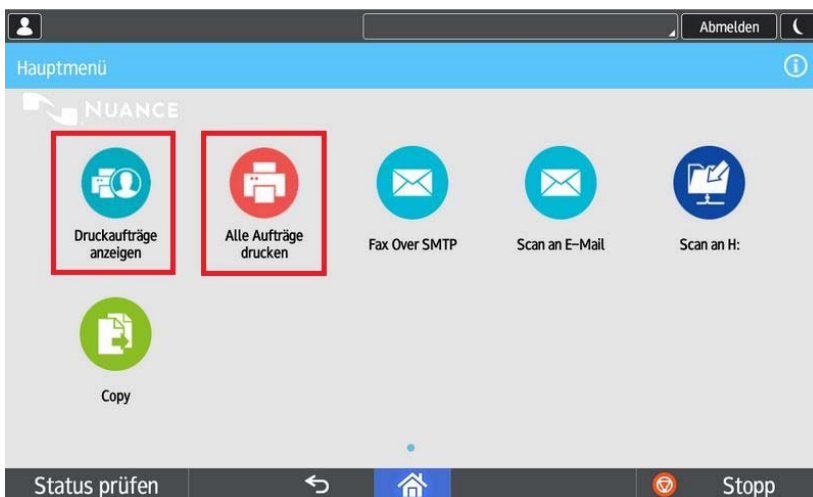 Abmelden
Hauptmenü
NUANCE
Druckaufträge
anzeigen
Alle Aufträge
drucken
Fax Over SMTP
Scan an E-Mail
Scan an H:
Copy
Status prüfen
Stopp